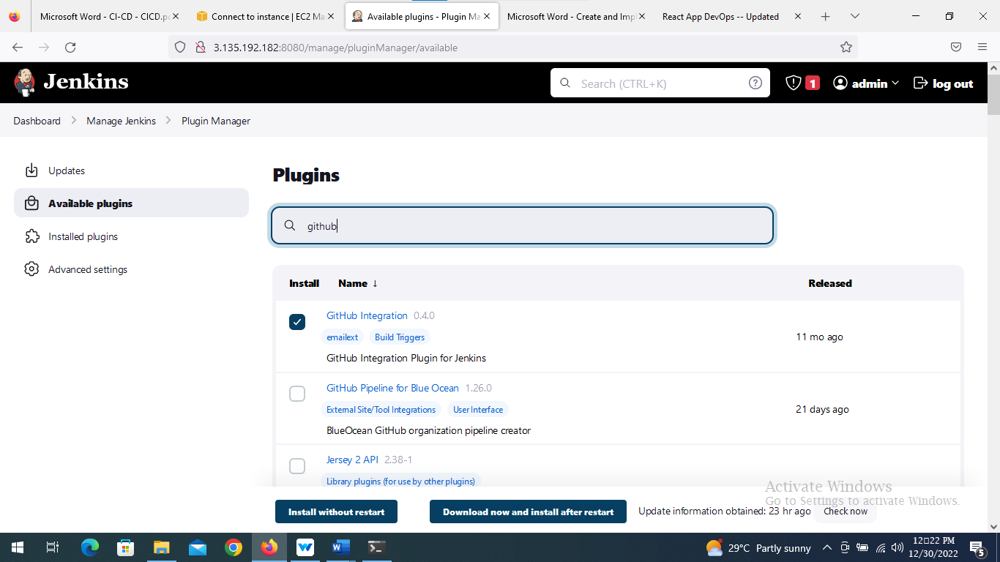 Microsoft Word - CI-CD - CICD.p
Connect to instance | EC2 Ma
Available plugins - Plugin Ma
Microsoft Word - Create and Imp
React App DevOps -- Updated
3.135.192.182:8080/manage/pluginManager/available
Jenkins
Search (CTRL+K)
1
admin
log out
Dashboard
Manage Jenkins
Plugin Manager
Updates
Available plugins
Installed plugins
Advanced settings
Plugins
github
Install Name ↓ Released
GitHub Integration 0.4.0
emailext Build Triggers
11 mo ago
GitHub Integration Plugin for Jenkins
GitHub Pipeline for Blue Ocean 1.26.0
External Site/Tool Integrations User Interface
21 days ago
BlueOcean GitHub organization pipeline creator
Jersey 2 API 2.38-1
Library plugins (for use by other plugins)
Activate Windows
Go to Settings to activate Windows.
Install without restart
Download now and install after restart
Update information obtained: 23 hr ago
Check now
29°C Partly sunny
12▯22 PM
12/30/2022
5